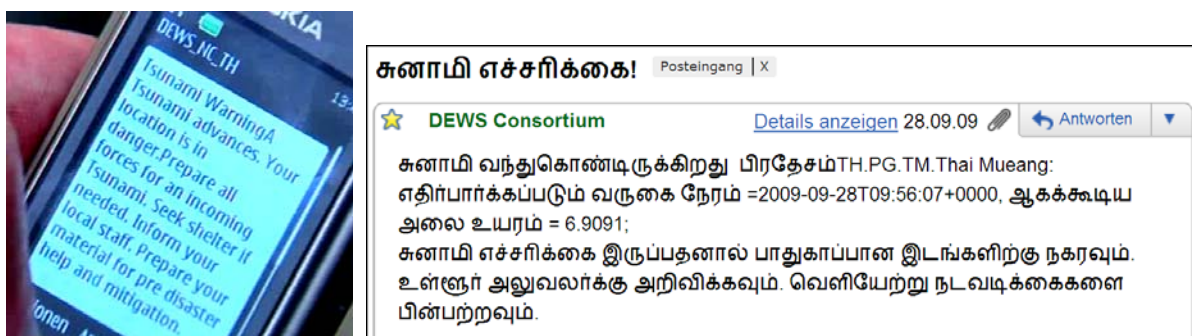 NOKIA
DEWS_NC_TH
Tsunami WarningA
Tsunami advances. Your
location is in
danger,Prepare all
forces for an incoming
Tsunami. Seek shelter if
needed, Inform your
local staff, Prepare your
material for pre disaster
help and mitigation.
சுனாமி எச்சரிக்கை! Posteingang | X
DEWS Consortium Details anzeigen 28.09.09 Antworten
சுனாமி வந்துகொண்டிருக்கிறது பிரதேசம்TH.PG.TM.Thai Mueang:
எதிர்பார்க்கப்படும் வருகை நேரம் =2009-09-28T09:56:07+0000, ஆகக்கூடிய
அலை உயரம் = 6.9091;
சுனாமி எச்சரிக்கை இருப்பதனால் பாதுகாப்பான இடங்களிற்கு நகரவும்.
உள்ளூர் அலுவலர்க்கு அறிவிக்கவும். வெளியேற்று நடவடிக்கைகளை
பின்பற்றவும்.